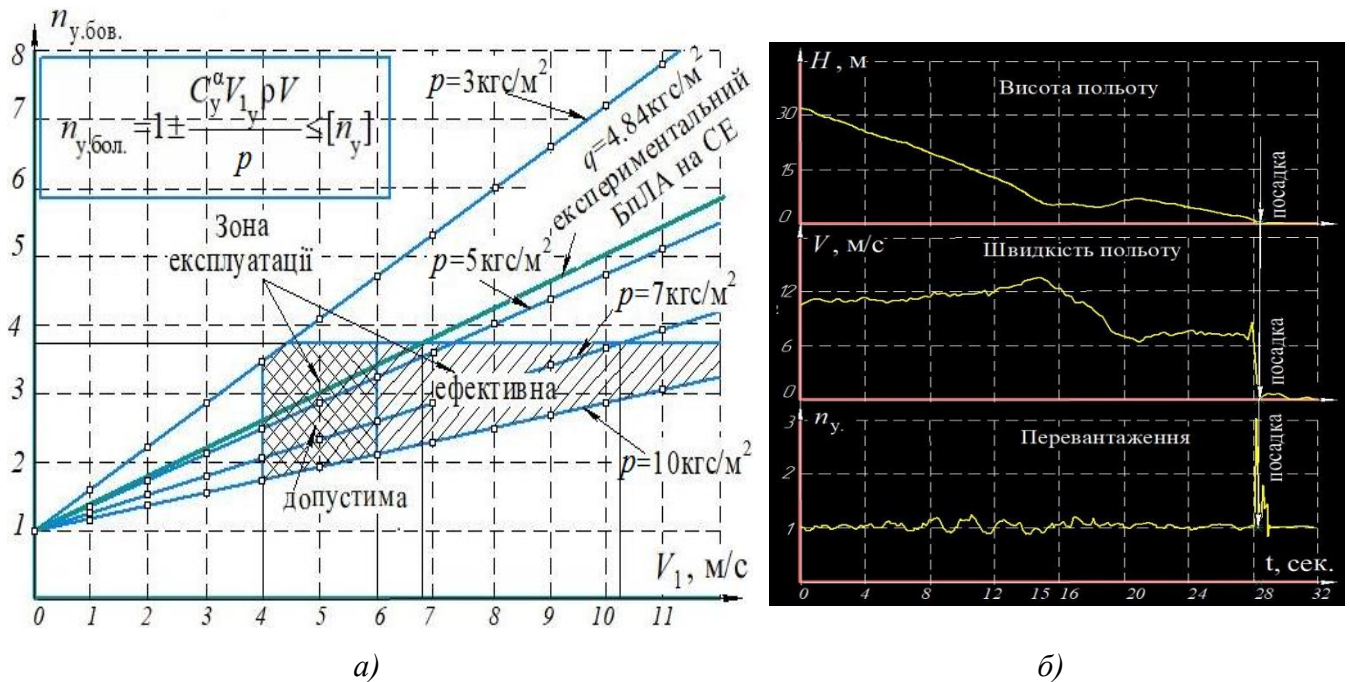 n у.бов.
8
7
6
5
4
3
2
1
n у.бол. = 1 ± C_y^α V_1y ρV / p ≤ [n_y]
p=3кгс/м²
q=4.84кгс/м²
експериментальний
БпЛА на СЕ
Зона
експлуатації
p=5кгс/м²
p=7кгс/м²
ефективна
p=10кгс/м²
допустима
V₁, м/с
0 1 2 3 4 5 6 7 8 9 10 11
а)
H, м
Висота польоту
30
15
0
посадка
V, м/с
Швидкість польоту
12
6
0
посадка
n у.
Перевантаження
3
2
1
посадка
t, сек.
0 4 8 12 15 16 20 24 28 32
б)